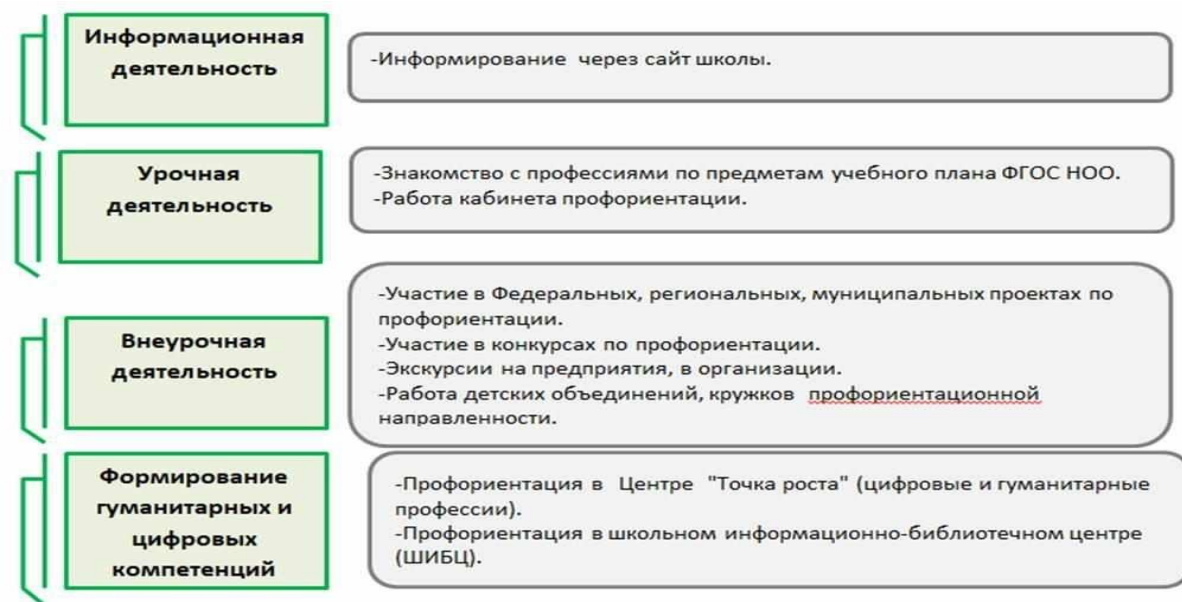 Информационная
деятельность
-Информирование через сайт школы.
Урочная
деятельность
-Знакомство с профессиями по предметам учебного плана ФГОС НОО.
-Работа кабинета профориентации.
Внеурочная
деятельность
-Участие в Федеральных, региональных, муниципальных проектах по
профориентации.
-Участие в конкурсах по профориентации.
-Экскурсии на предприятия, в организации.
-Работа детских объединений, кружков профориентационной
направленности.
Формирование
гуманитарных и
цифровых
компетенций
-Профориентация в Центре "Точка роста" (цифровые и гуманитарные
профессии).
-Профориентация в школьном информационно-библиотечном центре
(ШИБЦ).